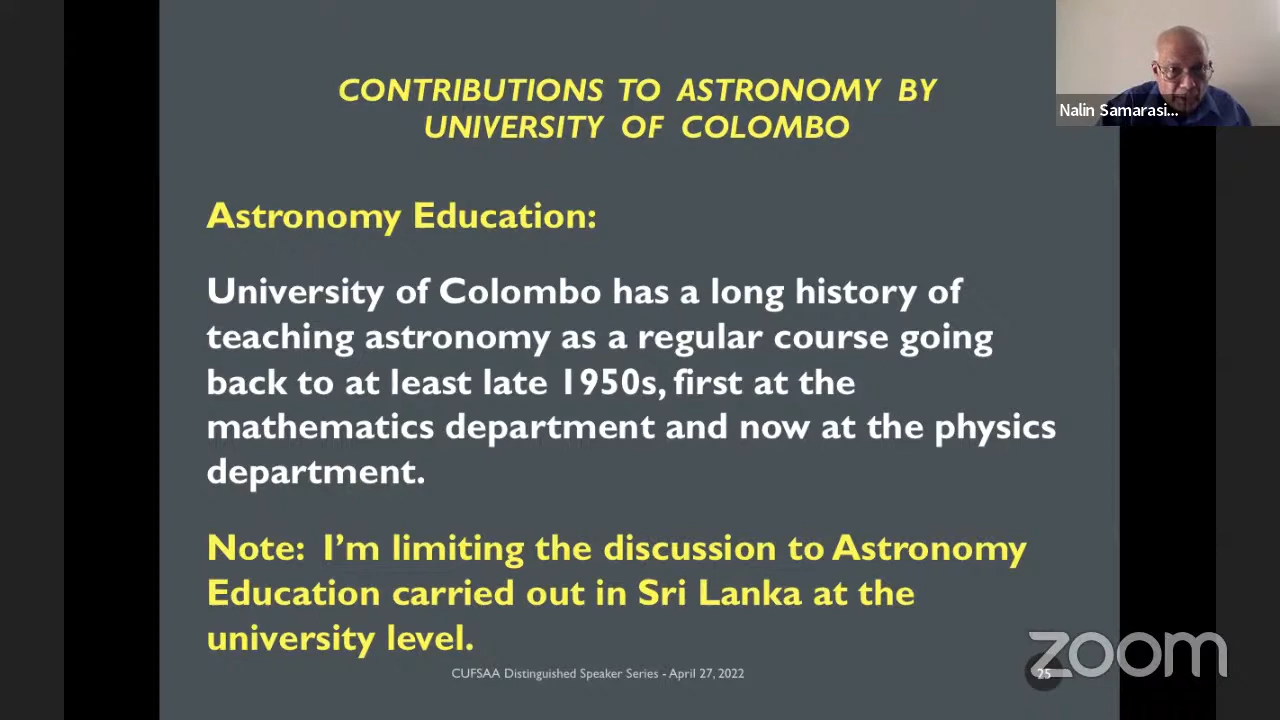 CONTRIBUTIONS TO ASTRONOMY BY
UNIVERSITY OF COLOMBO
Nalin Samarasi...
Astronomy Education:
University of Colombo has a long history of
teaching astronomy as a regular course going
back to at least late 1950s, first at the
mathematics department and now at the physics
department.
Note: I'm limiting the discussion to Astronomy
Education carried out in Sri Lanka at the
university level.
CUFSAA Distinguished Speaker Series - April 27, 2022
25
zoom